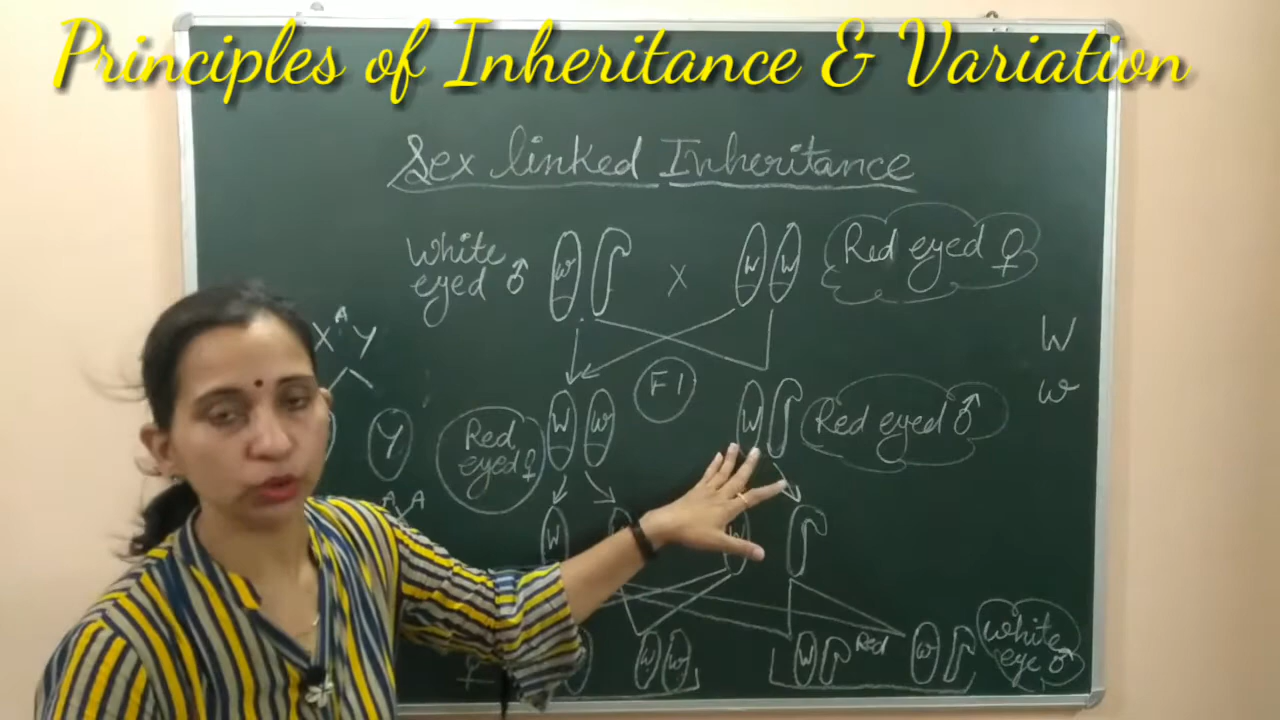 Principles of Inheritance & Variation
Sex linked Inheritance
White
eyed ♂ w X W W Red eyed ♀
W
w
X A Y
F1
Y
Red
eyed ♀ W w W Red eyed ♂
A A
W
W w W Red w White
eye ♂
♀